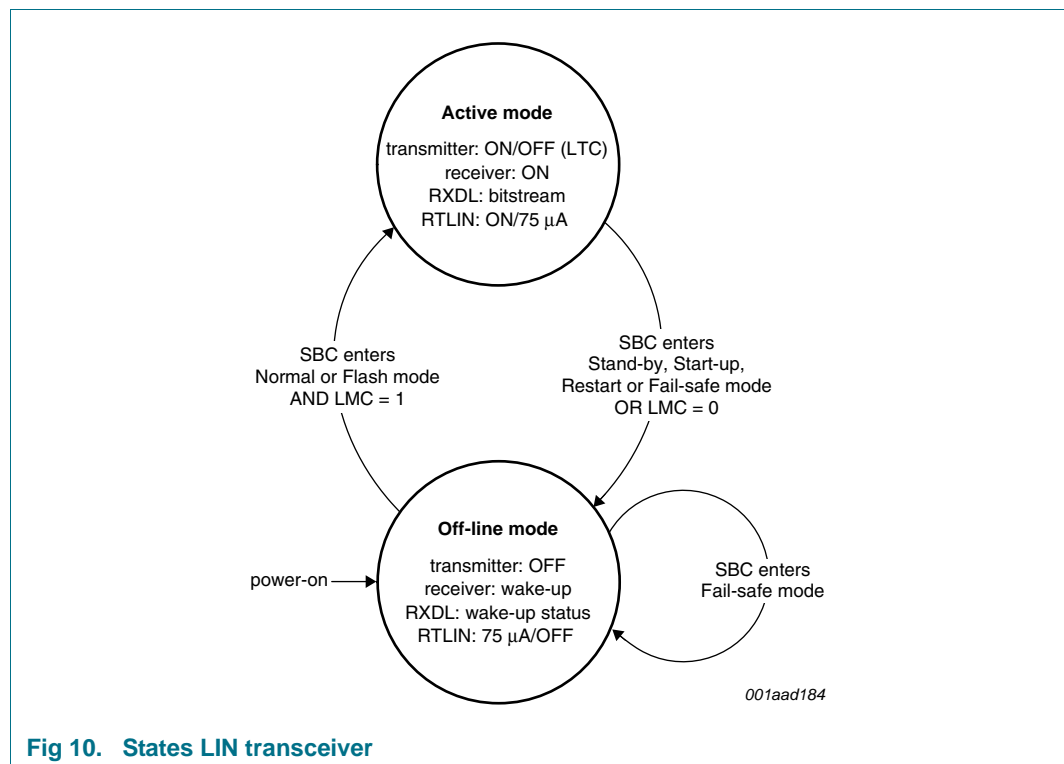 Active mode
transmitter: ON/OFF (LTC)
receiver: ON
RXDL: bitstream
RTLIN: ON/75 μA
SBC enters
Normal or Flash mode
AND LMC = 1
SBC enters
Stand-by, Start-up,
Restart or Fail-safe mode
OR LMC = 0
Off-line mode
transmitter: OFF
receiver: wake-up
RXDL: wake-up status
RTLIN: 75 μA/OFF
power-on
SBC enters
Fail-safe mode
001aad184
Fig 10. States LIN transceiver